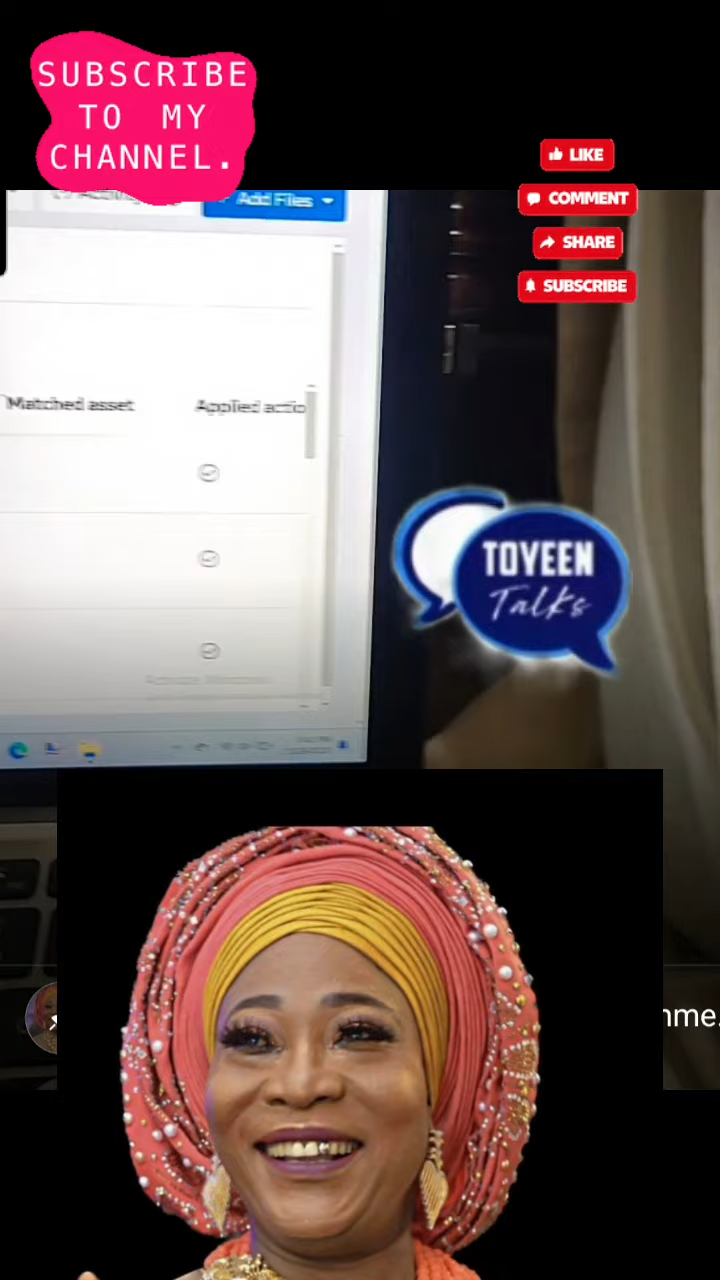 SUBSCRIBE
TO MY
CHANNEL.
LIKE
COMMENT
SHARE
SUBSCRIBE
Add Files
Matched asset
Applied actio
TOYEEN
Talks